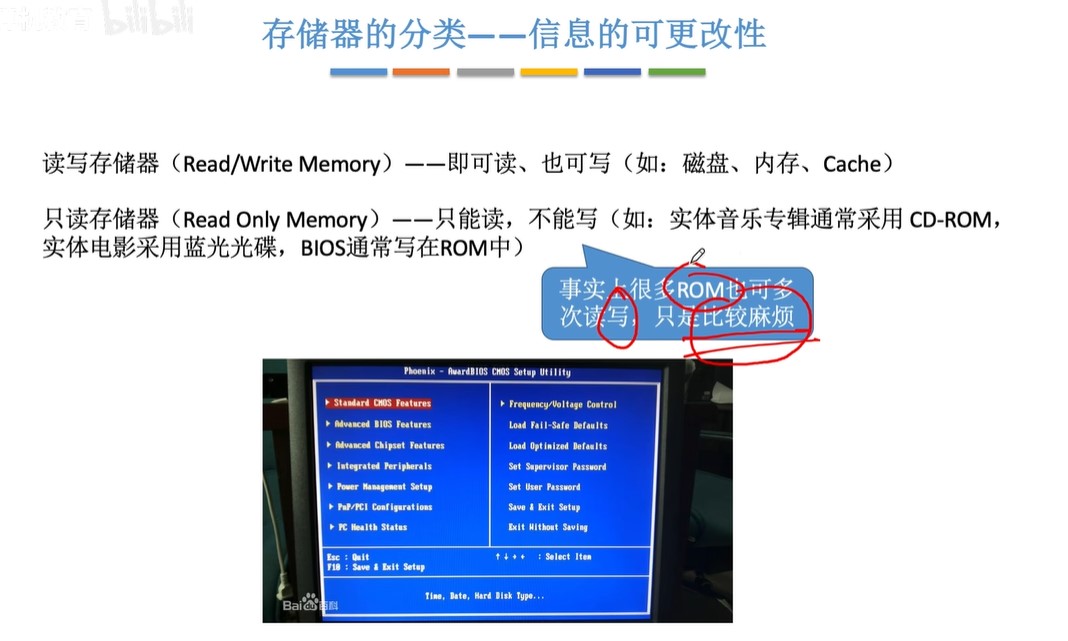 bilibili
存储器的分类——信息的可更改性
读写存储器（Read/Write Memory）——即可读、也可写（如：磁盘、内存、Cache）
只读存储器（Read Only Memory）——只能读，不能写（如：实体音乐专辑通常采用 CD-ROM，
实体电影采用蓝光光碟，BIOS通常写在ROM中）
事实上很多ROM也可多
次读写，只是比较麻烦
Phoenix - AwardBIOS CMOS Setup Utility
Standard CMOS Features
Advanced BIOS Features
Advanced Chipset Features
Integrated Peripherals
Power Management Setup
PnP/PCI Configurations
PC Health Status
Frequency/Voltage Control
Load Fail-Safe Defaults
Load Optimized Defaults
Set Supervisor Password
Set User Password
Save & Exit Setup
Exit Without Saving
Esc : Quit
F10 : Save & Exit Setup
↑ ↓ → ← : Select Item
Time, Date, Hard Disk Type...
Bai百科